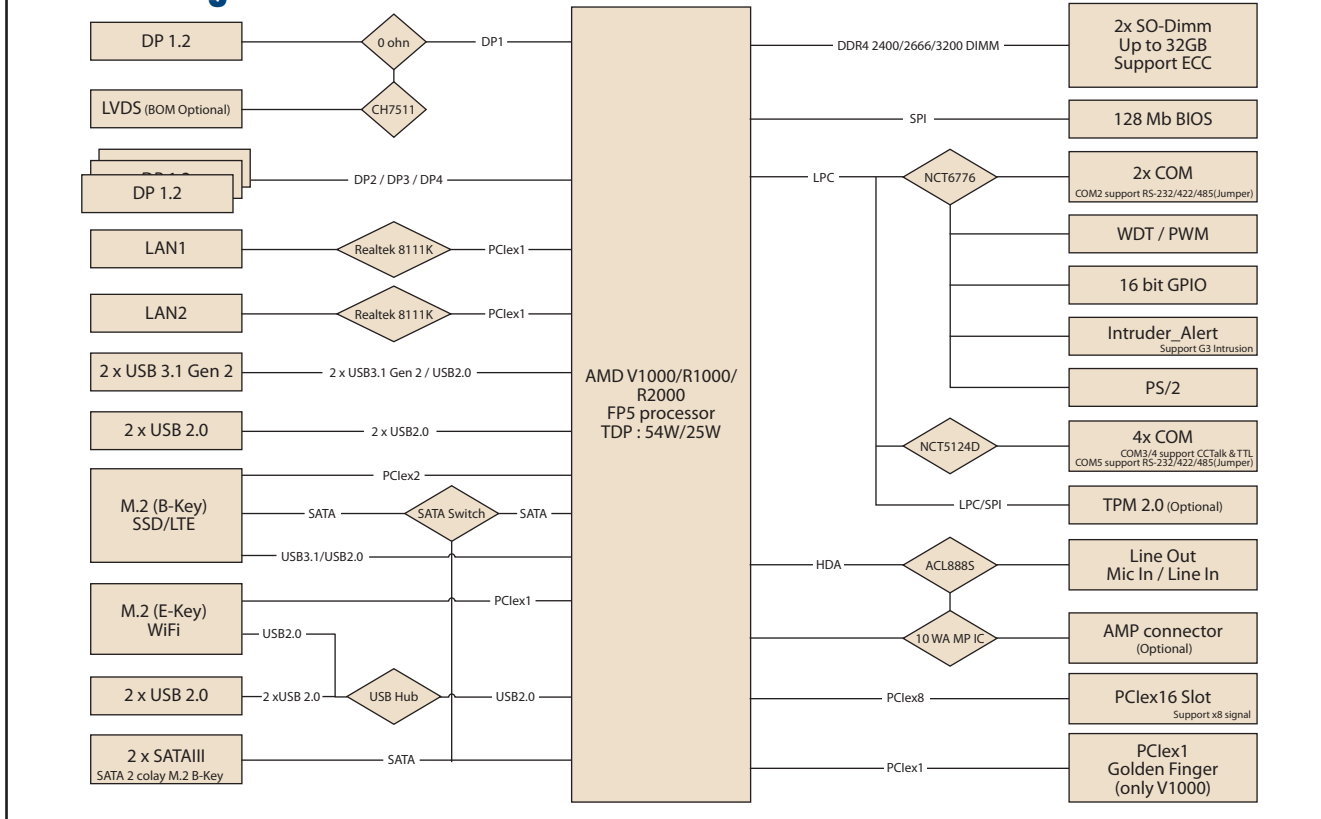 DP 1.2
0 ohn
DP1
LVDS (BOM Optional)
CH7511
DP 1.2
DP2 / DP3 / DP4
LAN1
Realtek 8111K
PCIex1
LAN2
Realtek 8111K
PCIex1
2 x USB 3.1 Gen 2
2 x USB3.1 Gen 2 / USB2.0
2 x USB 2.0
2 x USB2.0
M.2 (B-Key)
SSD/LTE
PCIex2
SATA
SATA Switch
SATA
USB3.1/USB2.0
M.2 (E-Key)
WiFi
PCIex1
USB2.0
2 x USB 2.0
2 xUSB 2.0
USB Hub
USB2.0
2 x SATAIII
SATA 2 colay M.2 B-Key
SATA
AMD V1000/R1000/
R2000
FP5 processor
TDP : 54W/25W
DDR4 2400/2666/3200 DIMM
2x SO-Dimm
Up to 32GB
Support ECC
SPI
128 Mb BIOS
LPC
NCT6776
2x COM
COM2 support RS-232/422/485(Jumper)
WDT / PWM
16 bit GPIO
Intruder_Alert
Support G3 Intrusion
PS/2
NCT5124D
4x COM
COM3/4 support CCTalk & TTL
COM5 support RS-232/422/485(Jumper)
LPC/SPI
TPM 2.0 (Optional)
HDA
ACL888S
Line Out
Mic In / Line In
10 WA MP IC
AMP connector
(Optional)
PCIex8
PCIex16 Slot
Support x8 signal
PCIex1
PCIex1
Golden Finger
(only V1000)